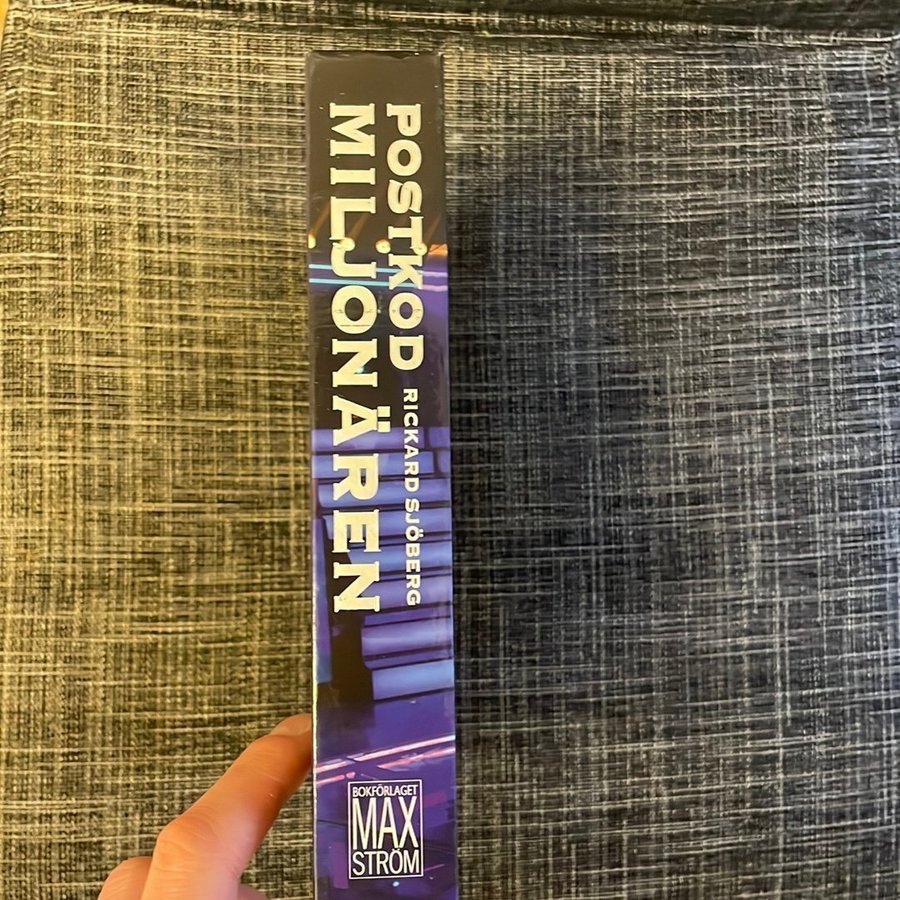 POSTKOD
MILJONÄREN
RICKARD SJÖBERG
BOKFÖRLAGET
MAX
STRÖM